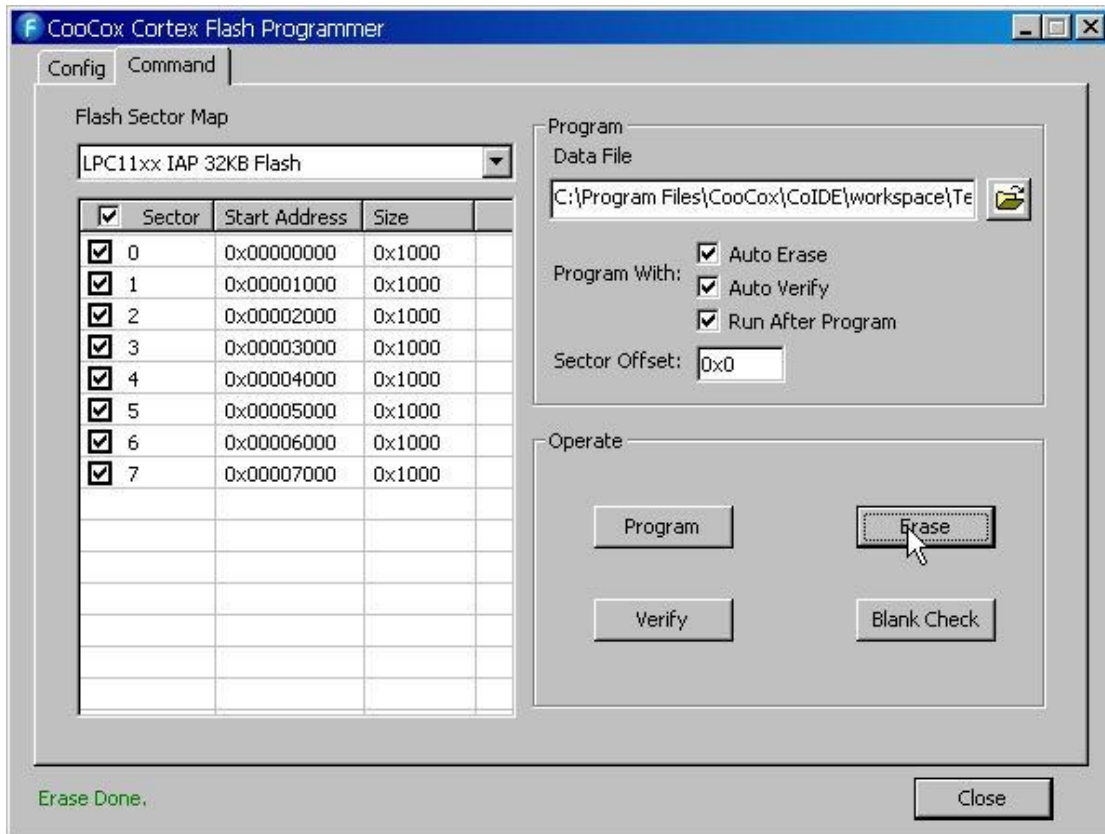 CooCox Cortex Flash Programmer
Config Command
Flash Sector Map
LPC11xx IAP 32KB Flash
Sector Start Address Size
0 0x00000000 0x1000
1 0x00001000 0x1000
2 0x00002000 0x1000
3 0x00003000 0x1000
4 0x00004000 0x1000
5 0x00005000 0x1000
6 0x00006000 0x1000
7 0x00007000 0x1000
Program
Data File
C:\Program Files\CooCox\CoIDE\workspace\Te
Program With:
Auto Erase
Auto Verify
Run After Program
Sector Offset: 0x0
Operate
Program Erase
Verify Blank Check
Erase Done.
Close